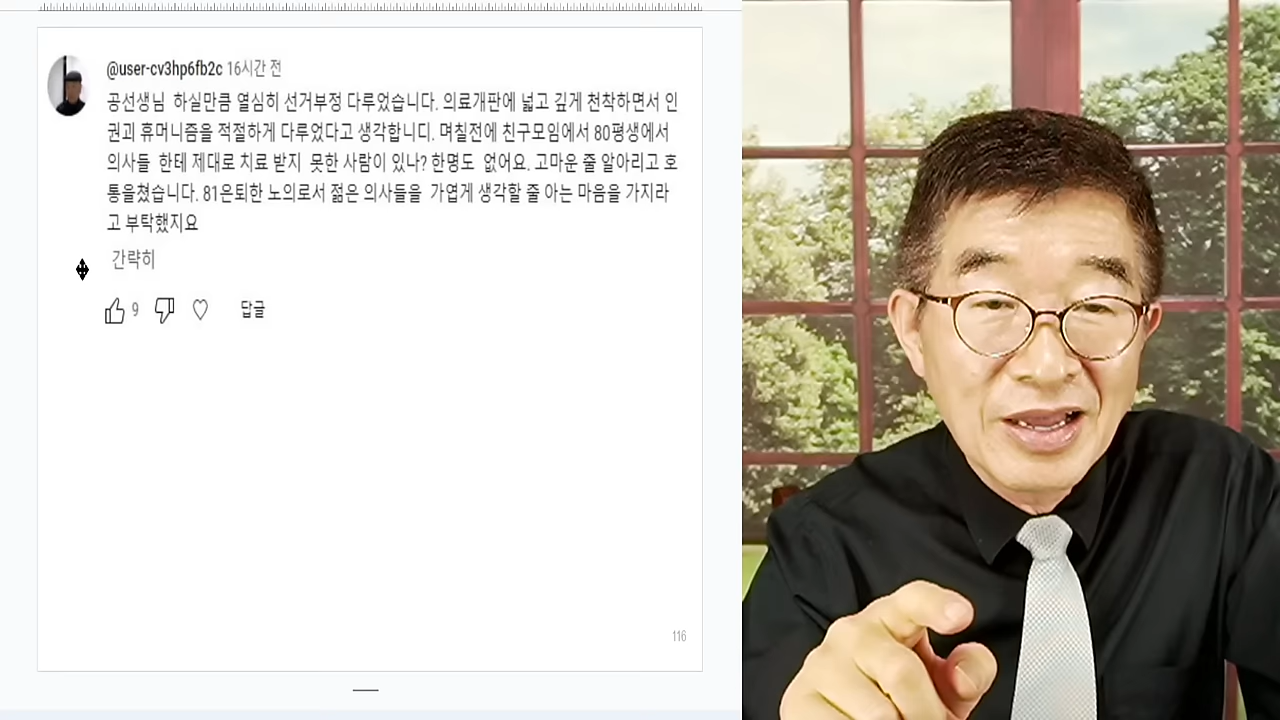 @user-cv3hp6fb2c 16시간 전
공선생님 하실만큼 열심히 선거부정 다루었습니다. 의료개판에 넓고 깊게 천착하면서 인
권괴 휴머니즘을 적절하게 다루었다고 생각합니디. 며칠전에 친구모임에서 80평생에서
의사들 한테 제대로 치료 받지 못한 사람이 있나? 한명도 없어요. 고마운 줄 알아리고 호
통을쳤습니다. 81은퇴한 노의로서 젊은 의사들을 가엽게 생각할 줄 아는 마음을 가지라
고 부탁했지요
간략히
9 답글
116